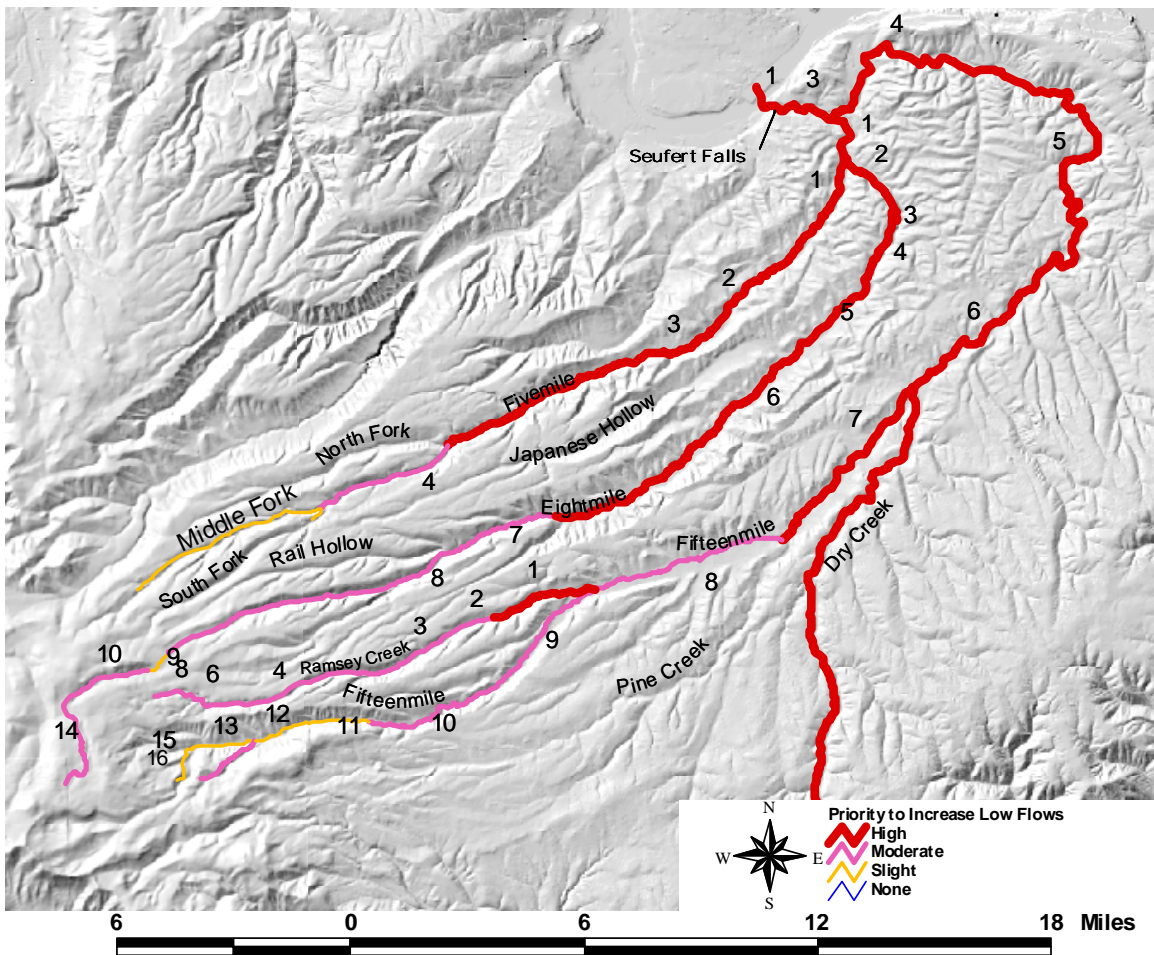 4
1
3
1
5
Seufert Falls
2
1
3
4
2
5
6
3
Fivemile
6
7
North Fork
Japanese Hollow
4
Middle Fork
Eightmile
Dry Creek
7
Fifteenmile
Rail Hollow
South Fork
8
1
8
2
3
9
10
9
8
6
4
Ramsey Creek
Pine Creek
Fifteenmile
14
13
12
11
10
15
16
Priority to Increase Low Flows
High
Moderate
Slight
None
N
W
E
S
6
0
6
12
18
Miles